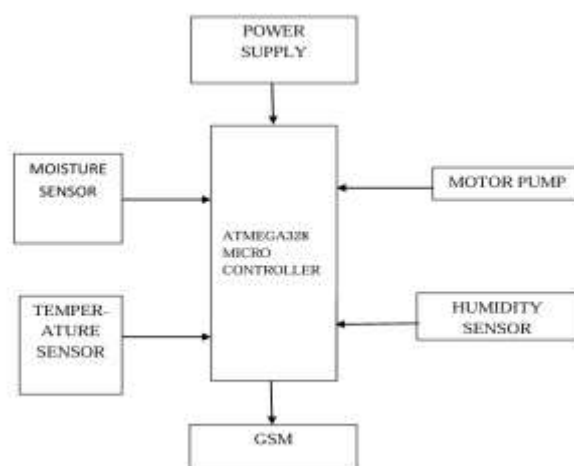 POWER
SUPPLY
MOISTURE
SENSOR
MOTOR PUMP
ATMEGA328
MICRO
CONTROLLER
TEMPER-
ATURE
SENSOR
HUMIDITY
SENSOR
GSM